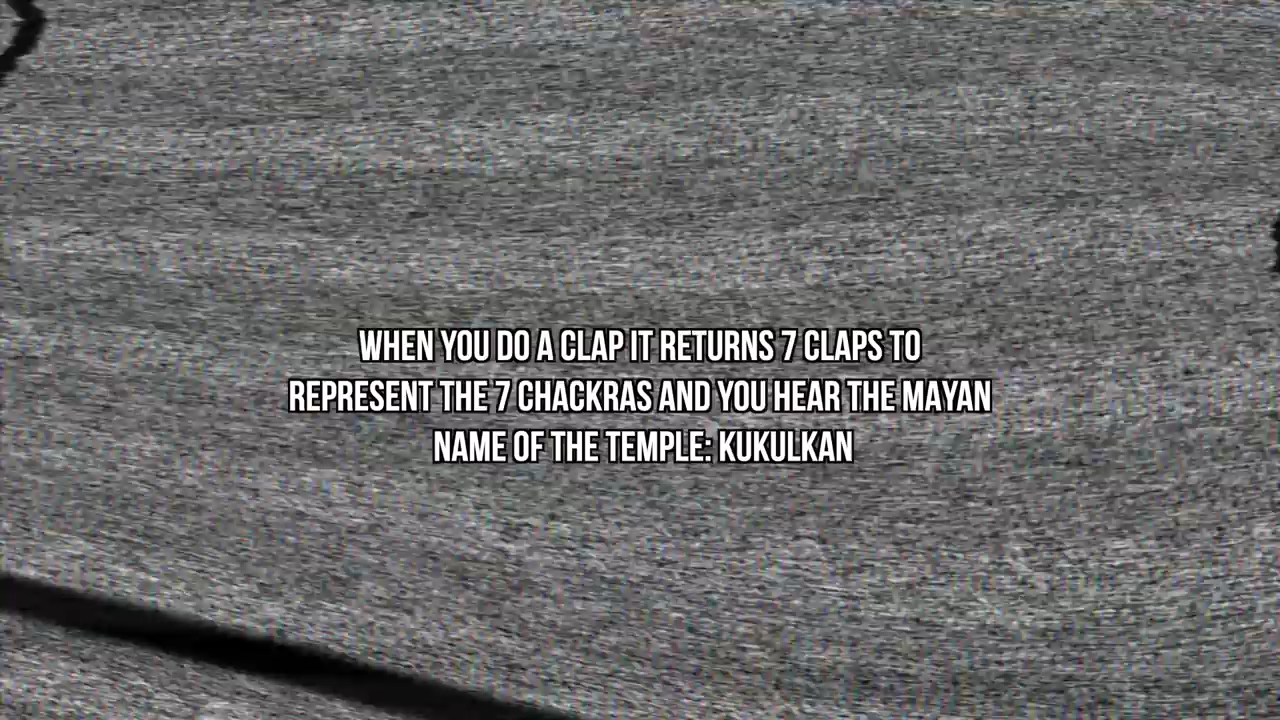 WHEN YOU DO A CLAP IT RETURNS 7 CLAPS TO
REPRESENT THE 7 CHACKRAS AND YOU HEAR THE MAYAN
NAME OF THE TEMPLE: KUKULKAN